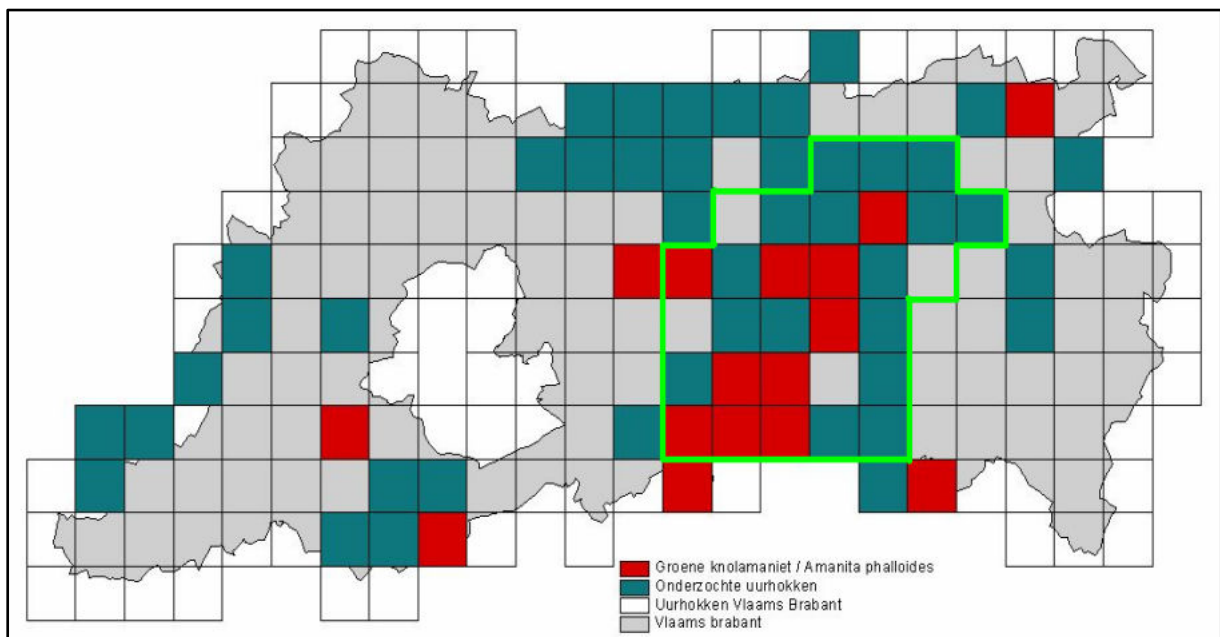 Groene knolamaniet / Amanita phalloides
Onderzochte uurhokken
Uurhokken Vlaams Brabant
Vlaams brabant